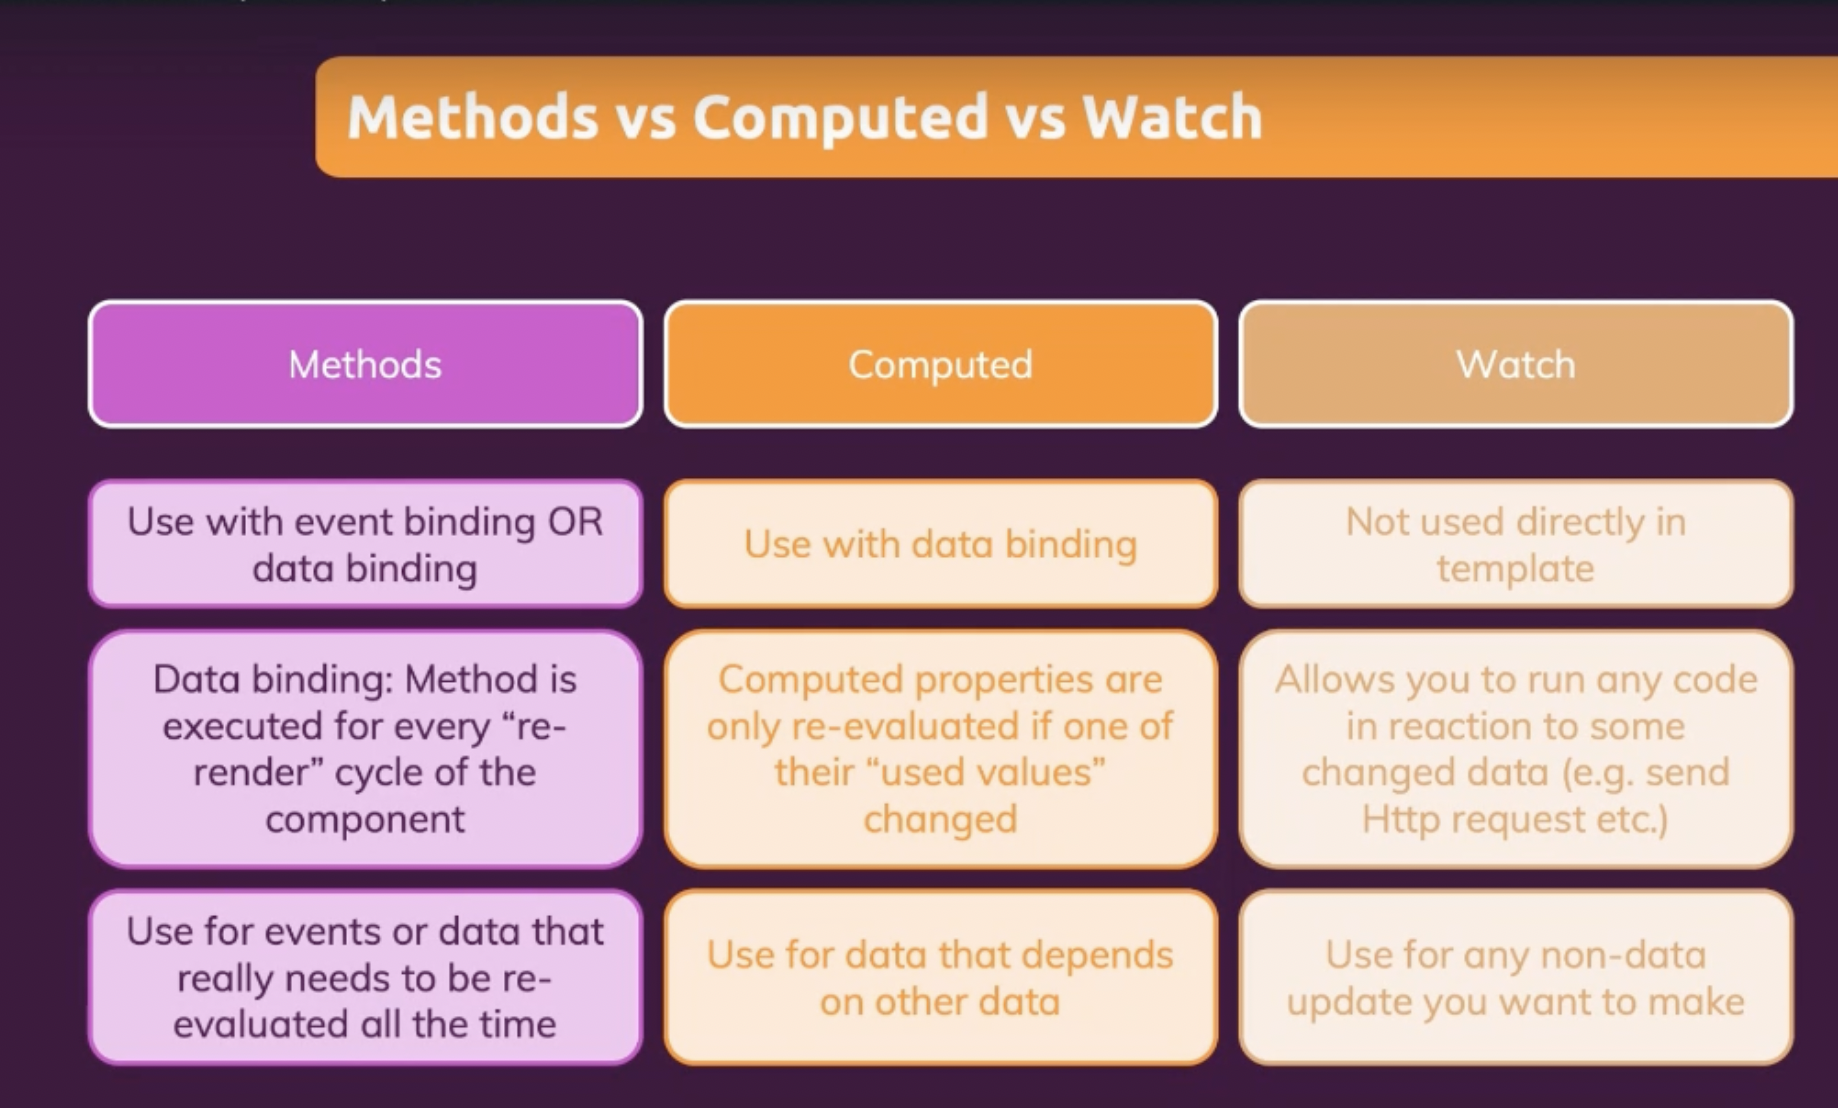 Methods vs Computed vs Watch
Methods
Computed
Watch
Use with event binding OR
data binding
Use with data binding
Not used directly in
template
Data binding: Method is
executed for every “re-
render” cycle of the
component
Computed properties are
only re-evaluated if one of
their “used values”
changed
Allows you to run any code
in reaction to some
changed data (e.g. send
Http request etc.)
Use for events or data that
really needs to be re-
evaluated all the time
Use for data that depends
on other data
Use for any non-data
update you want to make